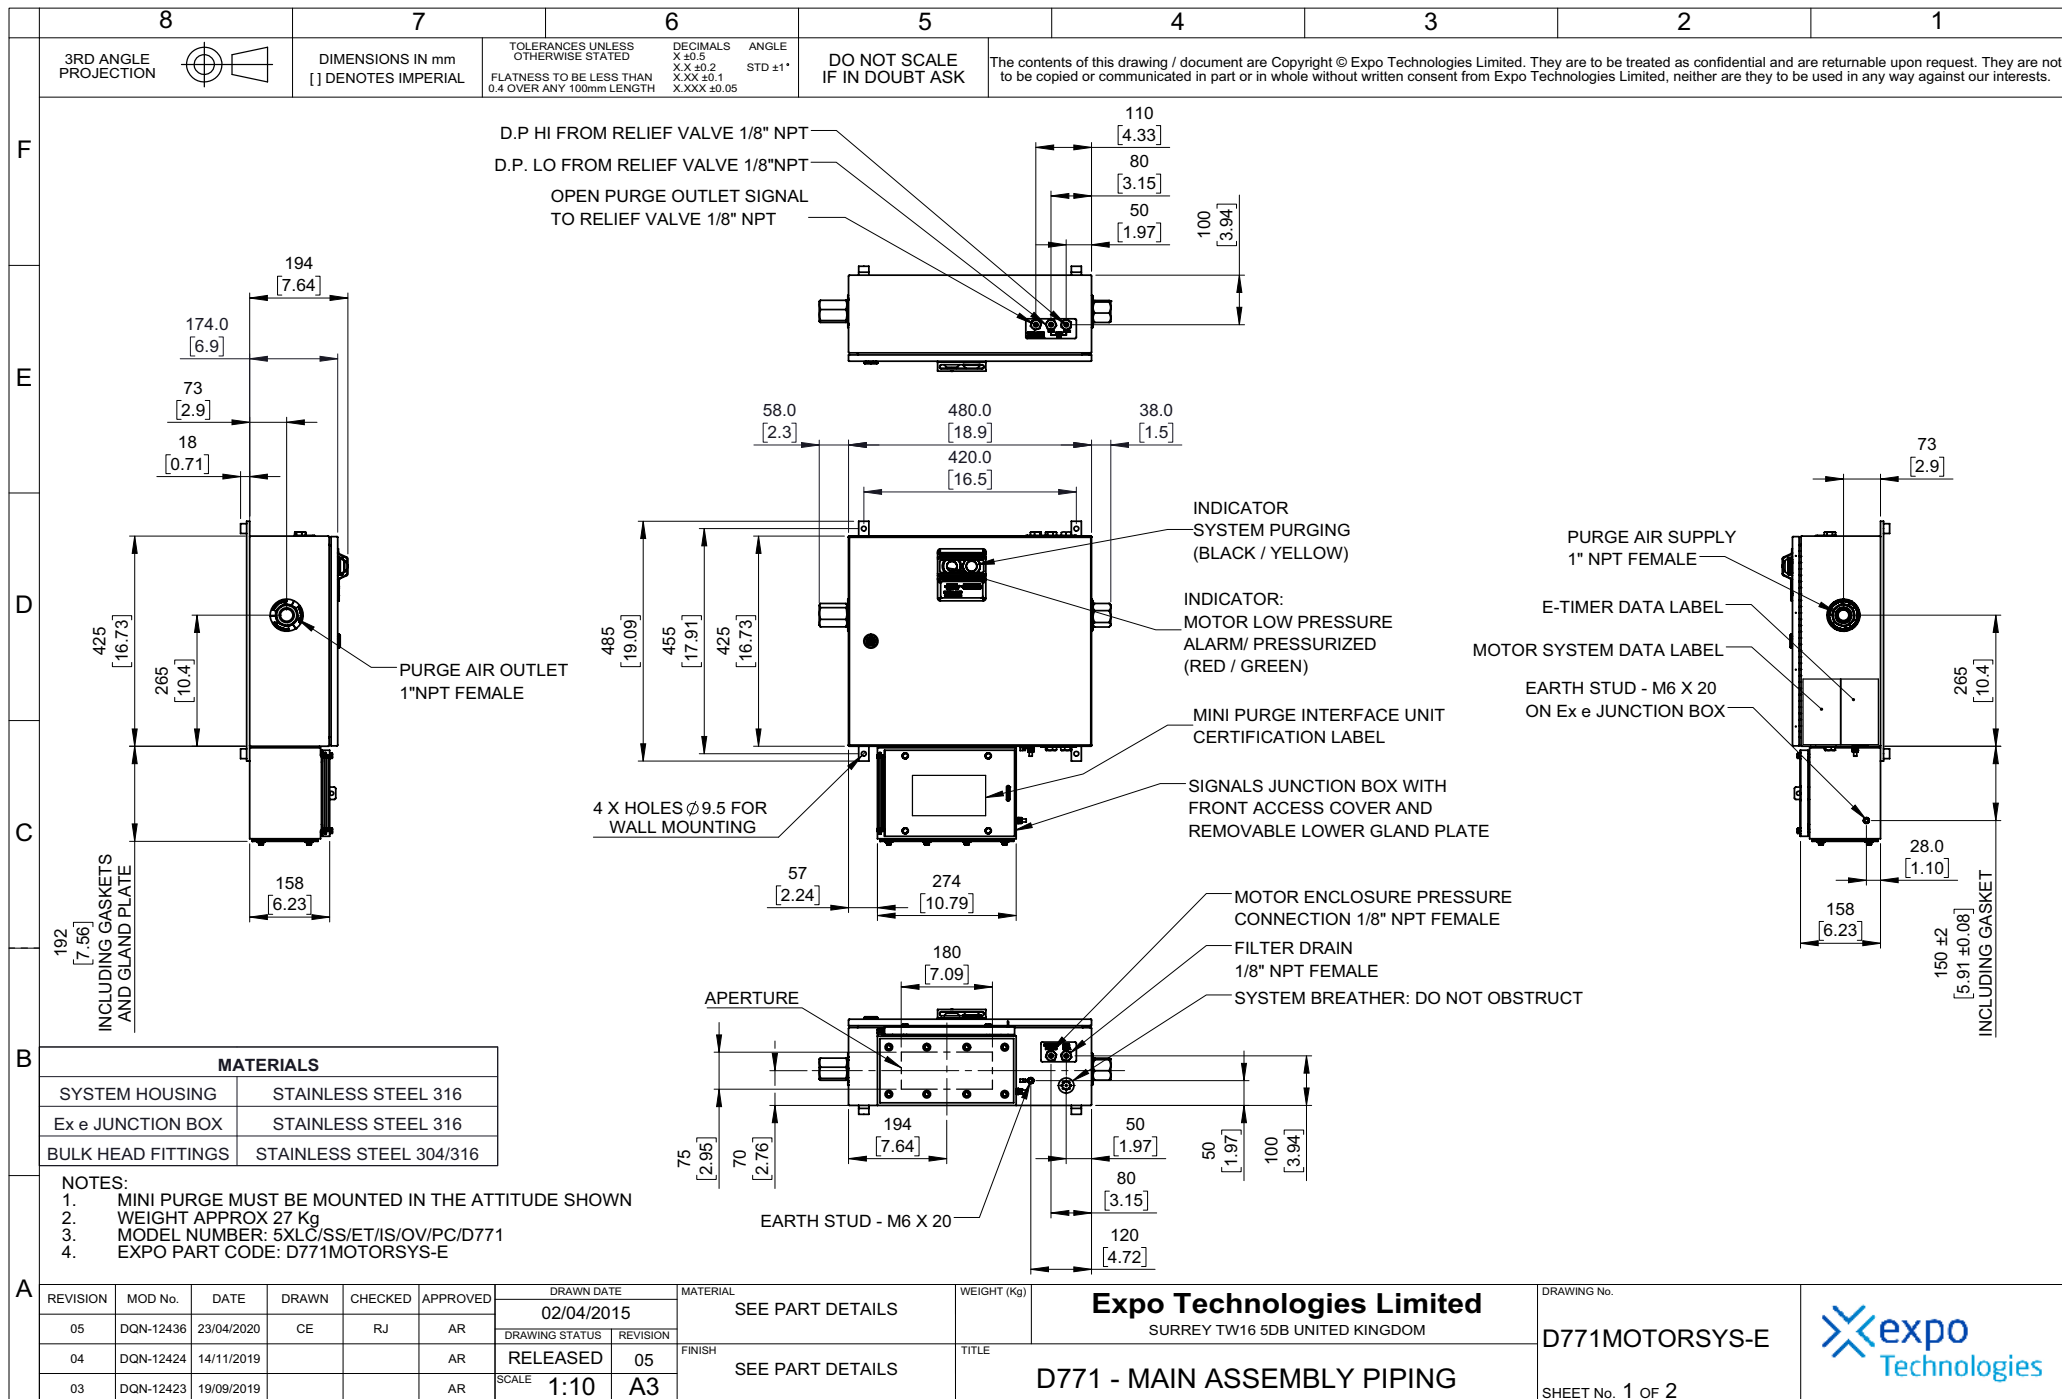 8 7 6 5 4 3 2 1
3RD ANGLE
PROJECTION
DIMENSIONS IN mm
[ ] DENOTES IMPERIAL
TOLERANCES UNLESS
OTHERWISE STATED
FLATNESS TO BE LESS THAN
0.4 OVER ANY 100mm LENGTH
DECIMALS
X ±0.5
X.X ±0.2
X.XX ±0.1
X.XXX ±0.05
ANGLE
STD ±1°
DO NOT SCALE
IF IN DOUBT ASK
The contents of this drawing / document are Copyright © Expo Technologies Limited. They are to be treated as confidential and are returnable upon request. They are not
to be copied or communicated in part or in whole without written consent from Expo Technologies Limited, neither are they to be used in any way against our interests.
F
E
D
C
B
A
D.P HI FROM RELIEF VALVE 1/8" NPT
D.P. LO FROM RELIEF VALVE 1/8"NPT
OPEN PURGE OUTLET SIGNAL
TO RELIEF VALVE 1/8" NPT
110
[4.33]
80
[3.15]
50
[1.97]
100
[3.94]
194
[7.64]
174.0
[6.9]
73
[2.9]
18
[0.71]
425
[16.73]
265
[10.4]
PURGE AIR OUTLET
1"NPT FEMALE
158
[6.23]
192
[7.56]
INCLUDING GASKETS
AND GLAND PLATE
58.0
[2.3]
480.0
[18.9]
38.0
[1.5]
420.0
[16.5]
485
[19.09]
455
[17.91]
425
[16.73]
INDICATOR
SYSTEM PURGING
(BLACK / YELLOW)
INDICATOR:
MOTOR LOW PRESSURE
ALARM/ PRESSURIZED
(RED / GREEN)
MINI PURGE INTERFACE UNIT
CERTIFICATION LABEL
SIGNALS JUNCTION BOX WITH
FRONT ACCESS COVER AND
REMOVABLE LOWER GLAND PLATE
4 X HOLES Ø 9.5 FOR
WALL MOUNTING
57
[2.24]
274
[10.79]
73
[2.9]
PURGE AIR SUPPLY
1" NPT FEMALE
E-TIMER DATA LABEL
MOTOR SYSTEM DATA LABEL
EARTH STUD - M6 X 20
ON Ex e JUNCTION BOX
265
[10.4]
28.0
[1.10]
158
[6.23]
150 ±2
[5.91 ±0.08]
INCLUDING GASKET
MOTOR ENCLOSURE PRESSURE
CONNECTION 1/8" NPT FEMALE
FILTER DRAIN
1/8" NPT FEMALE
SYSTEM BREATHER: DO NOT OBSTRUCT
180
[7.09]
APERTURE
75
[2.95]
70
[2.76]
194
[7.64]
50
[1.97]
80
[3.15]
120
[4.72]
50
[1.97]
100
[3.94]
EARTH STUD - M6 X 20
MATERIALS
SYSTEM HOUSING STAINLESS STEEL 316
Ex e JUNCTION BOX STAINLESS STEEL 316
BULK HEAD FITTINGS STAINLESS STEEL 304/316
NOTES:
1. MINI PURGE MUST BE MOUNTED IN THE ATTITUDE SHOWN
2. WEIGHT APPROX 27 Kg
3. MODEL NUMBER: 5XLC/SS/ET/IS/OV/PC/D771
4. EXPO PART CODE: D771MOTORSYS-E
REVISION MOD No. DATE DRAWN CHECKED APPROVED
05 DQN-12436 23/04/2020 CE RJ AR
04 DQN-12424 14/11/2019 AR
03 DQN-12423 19/09/2019 AR
DRAWN DATE
02/04/2015
DRAWING STATUS REVISION
RELEASED 05
SCALE 1:10 A3
MATERIAL
SEE PART DETAILS
FINISH
SEE PART DETAILS
WEIGHT (Kg)
Expo Technologies Limited
SURREY TW16 5DB UNITED KINGDOM
TITLE
D771 - MAIN ASSEMBLY PIPING
DRAWING No.
D771MOTORSYS-E
SHEET No. 1 OF 2
expo
Technologies